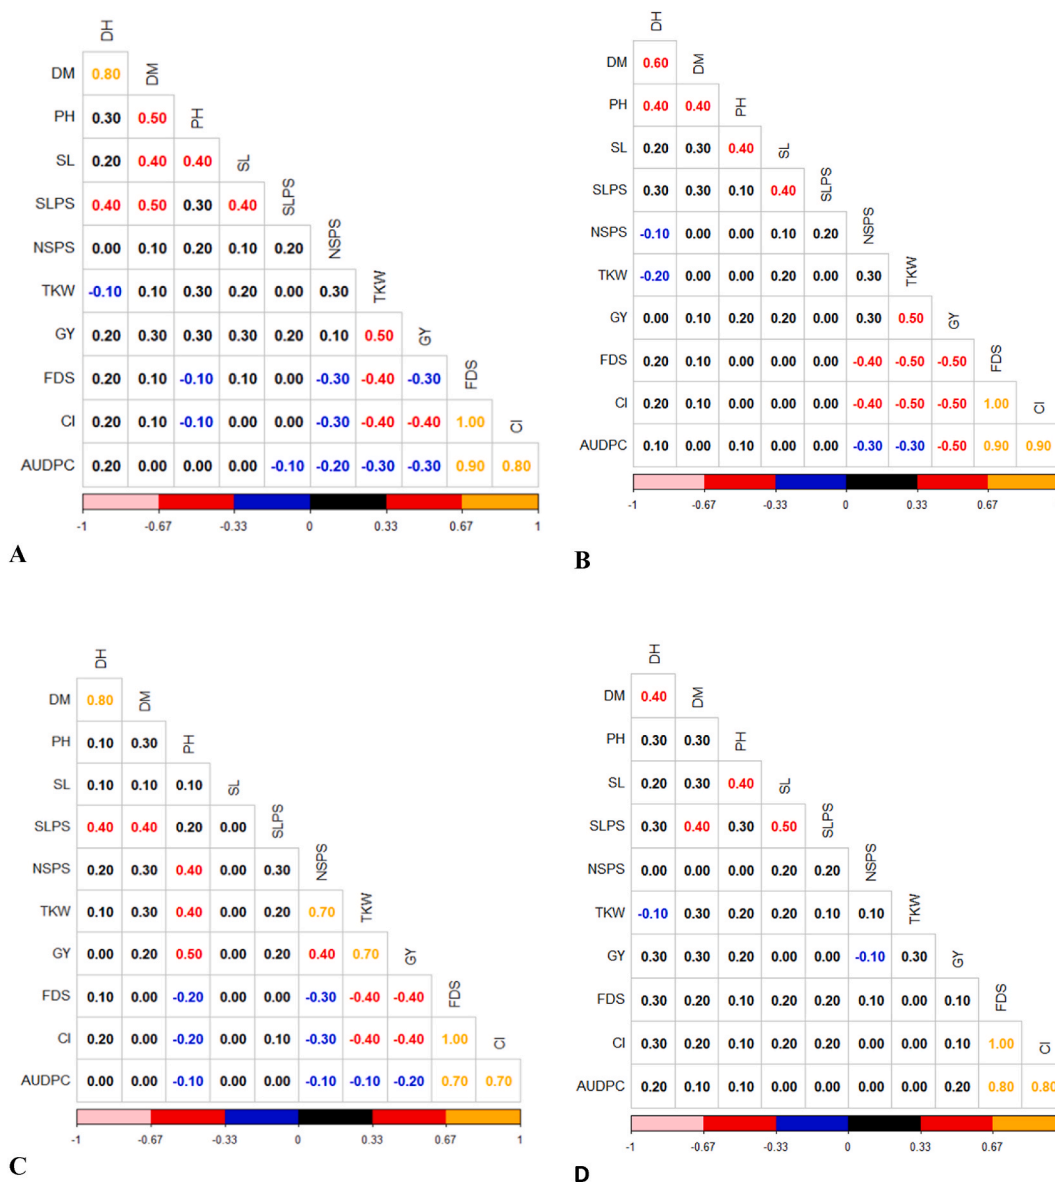 DH
DM 0.80 DM
PH 0.30 0.50 PH
SL 0.20 0.40 0.40 SL
SLPS 0.40 0.50 0.30 0.40 SLPS
NSPS 0.00 0.10 0.20 0.10 0.20 NSPS
TKW -0.10 0.10 0.30 0.20 0.00 0.30 TKW
GY 0.20 0.30 0.30 0.30 0.20 0.10 0.50 GY
FDS 0.20 0.10 -0.10 0.10 0.00 -0.30 -0.40 -0.30 FDS
CI 0.20 0.10 -0.10 0.00 0.00 -0.30 -0.40 -0.40 1.00 CI
AUDPC 0.20 0.00 0.00 0.00 -0.10 -0.20 -0.30 -0.30 0.90 0.80
-1 -0.67 -0.33 0 0.33 0.67 1
A
DH
DM 0.60 DM
PH 0.40 0.40 PH
SL 0.20 0.30 0.40 SL
SLPS 0.30 0.30 0.10 0.40 SLPS
NSPS -0.10 0.00 0.00 0.10 0.20 NSPS
TKW -0.20 0.00 0.00 0.20 0.00 0.30 TKW
GY 0.00 0.10 0.20 0.20 0.00 0.30 0.50 GY
FDS 0.20 0.10 0.00 0.00 0.00 -0.40 -0.50 -0.50 FDS
CI 0.20 0.10 0.00 0.00 0.00 -0.40 -0.50 -0.50 1.00 CI
AUDPC 0.10 0.00 0.10 0.00 0.00 -0.30 -0.30 -0.50 0.90 0.90
-1 -0.67 -0.33 0 0.33 0.67
B
DH
DM 0.80 DM
PH 0.10 0.30 PH
SL 0.10 0.10 0.10 SL
SLPS 0.40 0.40 0.20 0.00 SLPS
NSPS 0.20 0.30 0.40 0.00 0.30 NSPS
TKW 0.10 0.30 0.40 0.00 0.20 0.70 TKW
GY 0.00 0.20 0.50 0.00 0.20 0.40 0.70 GY
FDS 0.10 0.00 -0.20 0.00 0.00 -0.30 -0.40 -0.40 FDS
CI 0.20 0.00 -0.20 0.00 0.10 -0.30 -0.40 -0.40 1.00 CI
AUDPC 0.00 0.00 -0.10 0.00 0.00 -0.10 -0.10 -0.20 0.70 0.70
-1 -0.67 -0.33 0 0.33 0.67 1
C
DH
DM 0.40 DM
PH 0.30 0.30 PH
SL 0.20 0.30 0.40 SL
SLPS 0.30 0.40 0.30 0.50 SLPS
NSPS 0.00 0.00 0.00 0.20 0.20 NSPS
TKW -0.10 0.30 0.20 0.20 0.10 0.10 TKW
GY 0.30 0.30 0.20 0.00 0.00 -0.10 0.30 GY
FDS 0.30 0.20 0.10 0.20 0.20 0.10 0.00 0.10 FDS
CI 0.30 0.20 0.10 0.20 0.20 0.00 0.00 0.10 1.00 CI
AUDPC 0.20 0.10 0.10 0.00 0.00 0.00 0.00 0.20 0.80 0.80
-1 -0.67 -0.33 0 0.33 0.67
D